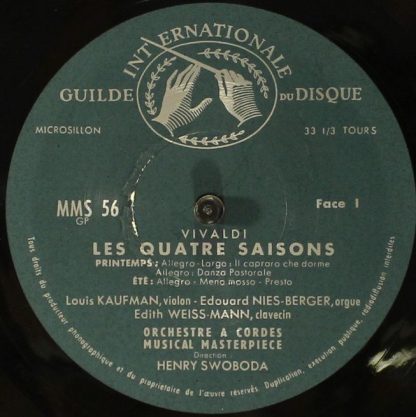 GUILDE INTERNATIONALE DU DISQUE
MICROSILLON
33 1/3 TOURS
MMS 56
GP
Face 1
VIVALDI
LES QUATRE SAISONS
PRINTEMPS : Allegro - Largo : Il capraro che dorme
Allegro : Danza Pastorale
ÉTÉ : Allegro - Meno mosso - Presto
Louis KAUFMAN, violon - Edouard NIES-BERGER, orgue
Edith WEISS-MANN, clavecin
ORCHESTRE A CORDES
MUSICAL MASTERPIECE
Direction :
HENRY SWOBODA
Tous droits du producteur phonographique et du propriétaire de l'œuvre réservés. Duplication, exécution publique, radiodiffusion interdites